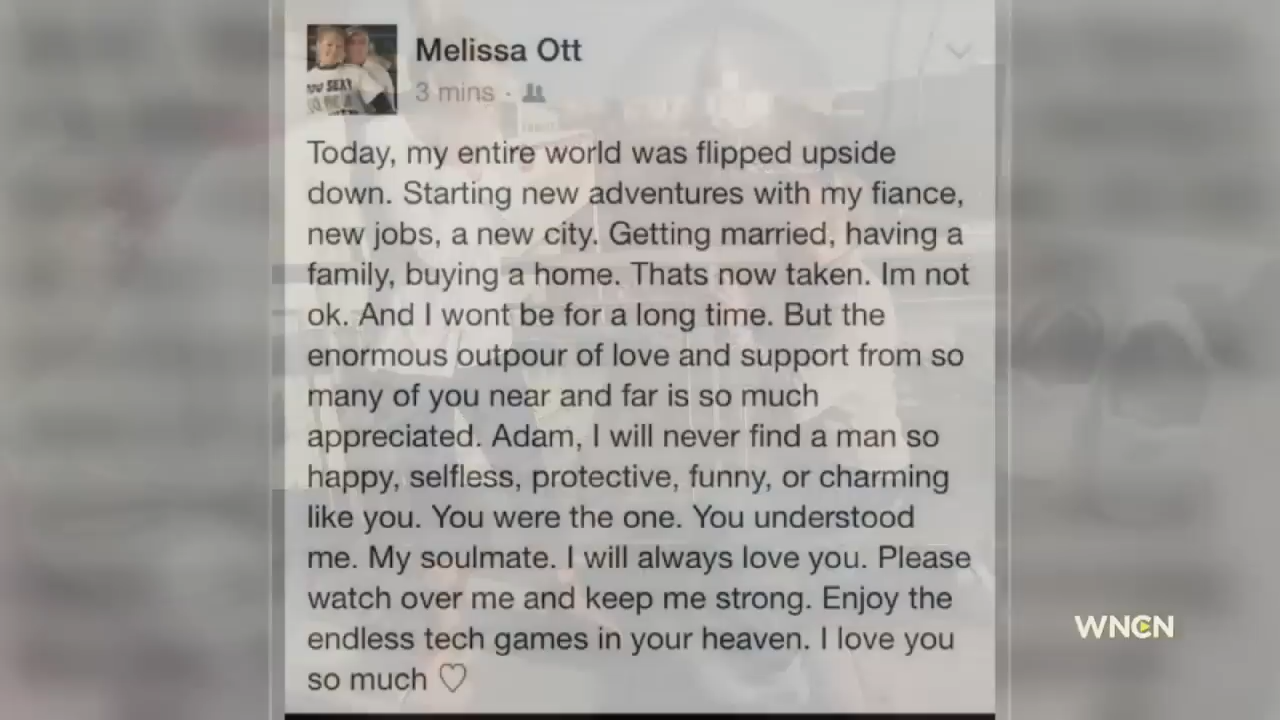 Melissa Ott
3 mins ·
Today, my entire world was flipped upside
down. Starting new adventures with my fiance,
new jobs, a new city. Getting married, having a
family, buying a home. Thats now taken. Im not
ok. And I wont be for a long time. But the
enormous outpour of love and support from so
many of you near and far is so much
appreciated. Adam, I will never find a man so
happy, selfless, protective, funny, or charming
like you. You were the one. You understood
me. My soulmate. I will always love you. Please
watch over me and keep me strong. Enjoy the
endless tech games in your heaven. I love you
so much ♡
WNCN